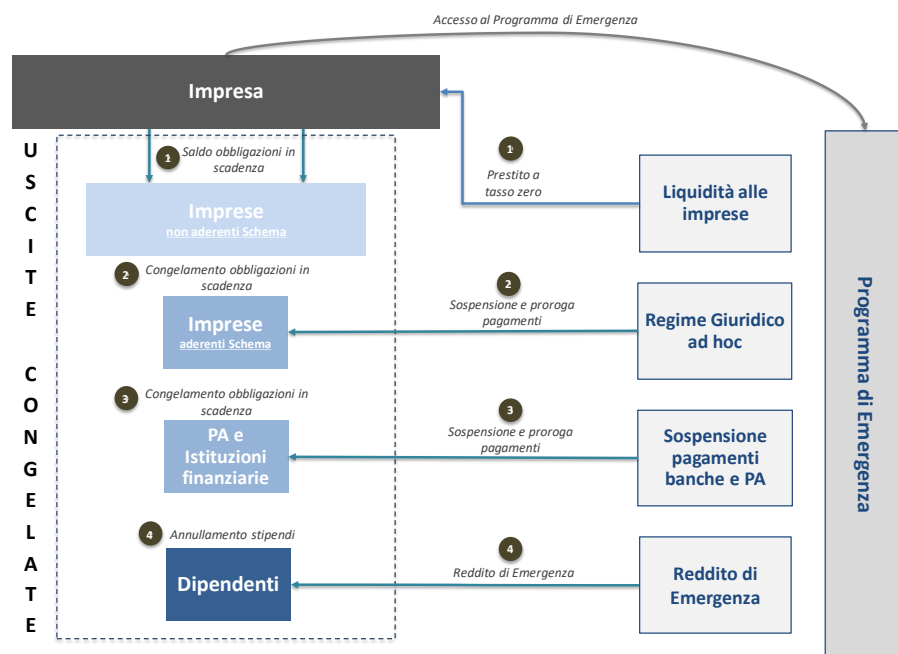 Accesso al Programma di Emergenza
Impresa
USCITE CONGELATE
1 Saldo obbligazioni in
scadenza
1
Prestito a
tasso zero
Liquidità alle
imprese
Imprese
non aderenti Schema
2 Congelamento obbligazioni in
scadenza
2
Sospensione e proroga
pagamenti
Regime Giuridico
ad hoc
Imprese
aderenti Schema
3 Congelamento obbligazioni in
scadenza
3
Sospensione e proroga
pagamenti
Sospensione
pagamenti
banche e PA
PA e
Istituzioni
finanziarie
4 Annullamento stipendi
4
Reddito di Emergenza
Reddito di
Emergenza
Dipendenti
Programma di Emergenza